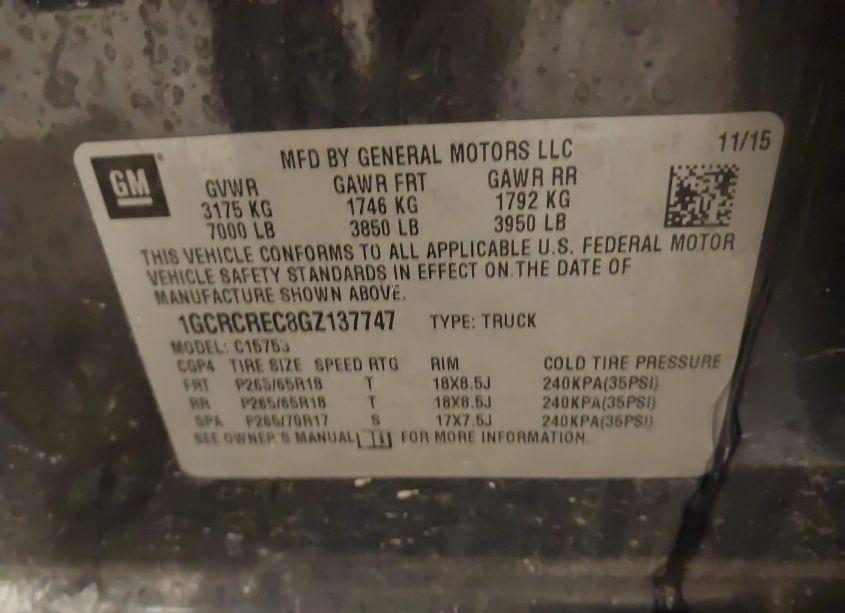 GM
MFD BY GENERAL MOTORS LLC 11/15
GVWR GAWR FRT GAWR RR
3175 KG 1746 KG 1792 KG
7000 LB 3850 LB 3950 LB
THIS VEHICLE CONFORMS TO ALL APPLICABLE U.S. FEDERAL MOTOR
VEHICLE SAFETY STANDARDS IN EFFECT ON THE DATE OF
MANUFACTURE SHOWN ABOVE.
1GCRCREC8GZ137747 TYPE: TRUCK
MODEL: C15753
CGP4 TIRE SIZE SPEED RTG RIM COLD TIRE PRESSURE
FRT P265/65R18 T 18X8.5J 240KPA(35PSI)
RR P265/65R18 T 18X8.5J 240KPA(35PSI)
SPA P265/70R17 S 17X7.5J 240KPA(35PSI)
SEE OWNER'S MANUAL FOR MORE INFORMATION.